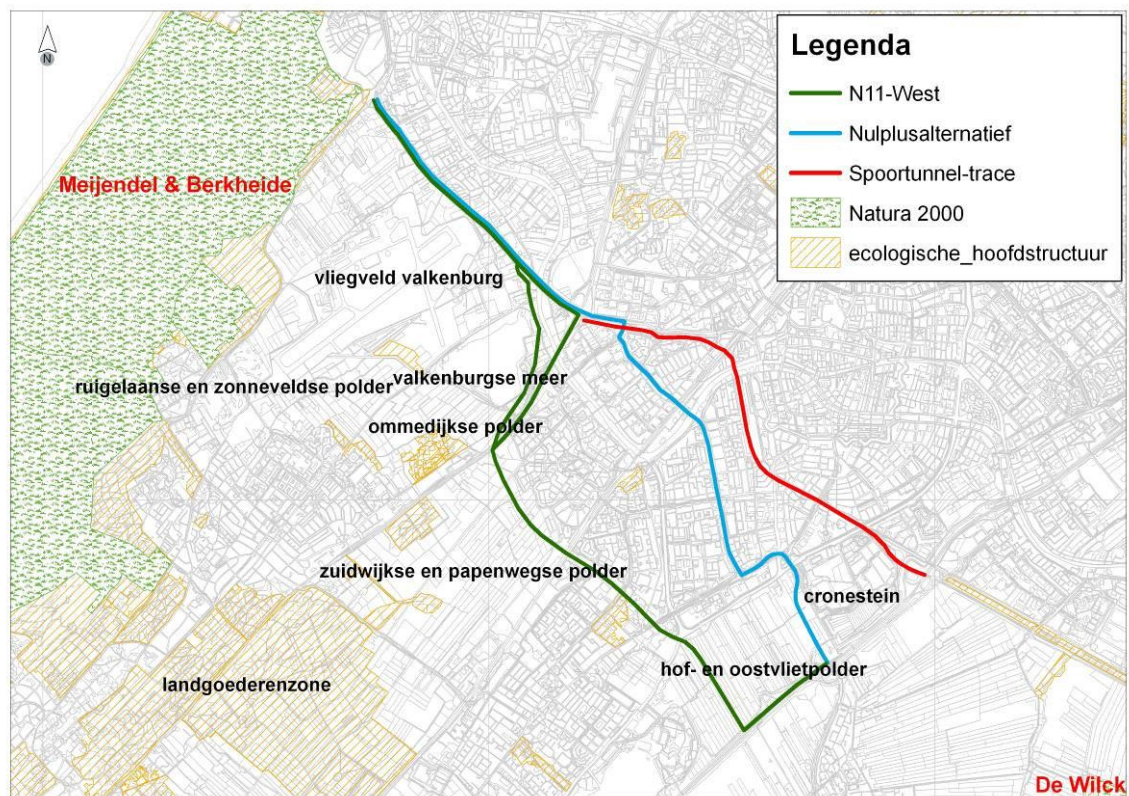 N
Legenda
N11-West
Nulplusalternatief
Spoortunnel-trace
Natura 2000
ecologische_hoofdstructuur
Meijendel & Berkheide
vliegveld valkenburg
ruigelaanse en zonneveldse polder
valkenburgse meer
ommedijkse polder
zuidwijkse en papenwegse polder
cronestein
hof- en oostvlietpolder
landgoederenzone
De Wilck